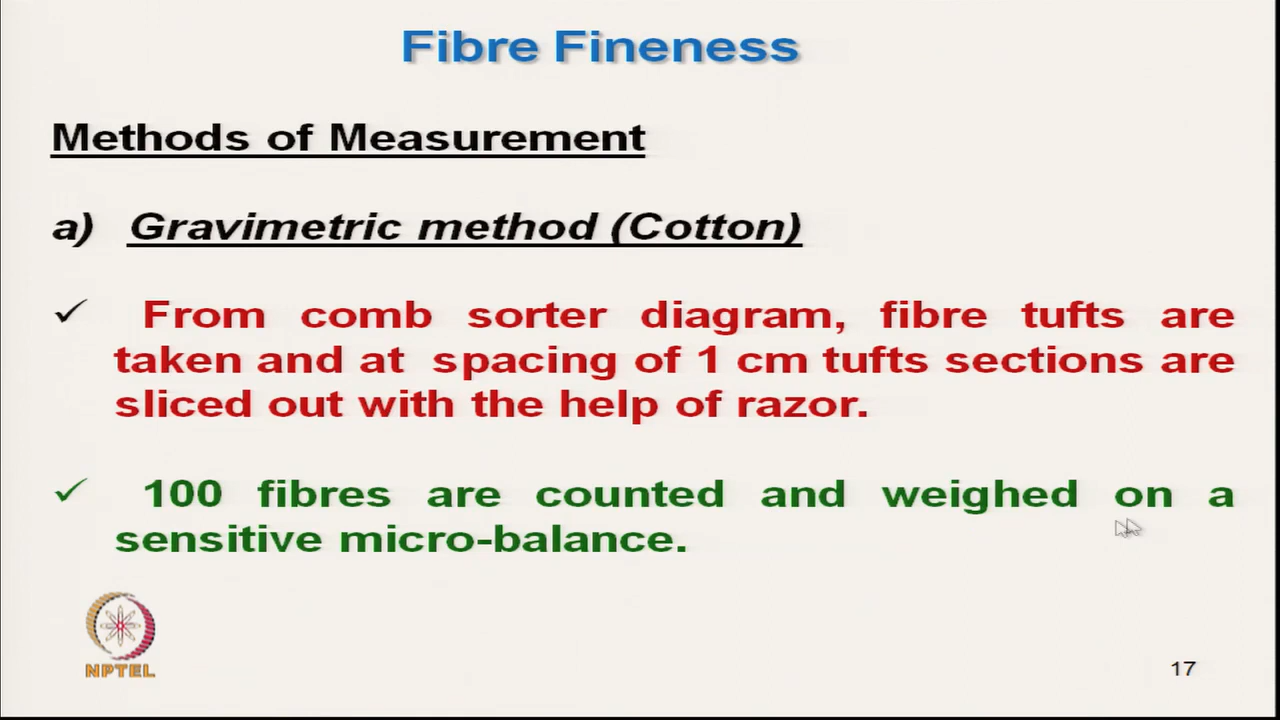 Fibre Fineness
Methods of Measurement
a) Gravimetric method (Cotton)
✓ From comb sorter diagram, fibre tufts are
taken and at spacing of 1 cm tufts sections are
sliced out with the help of razor.
✓ 100 fibres are counted and weighed on a
sensitive micro-balance.
NPTEL
17